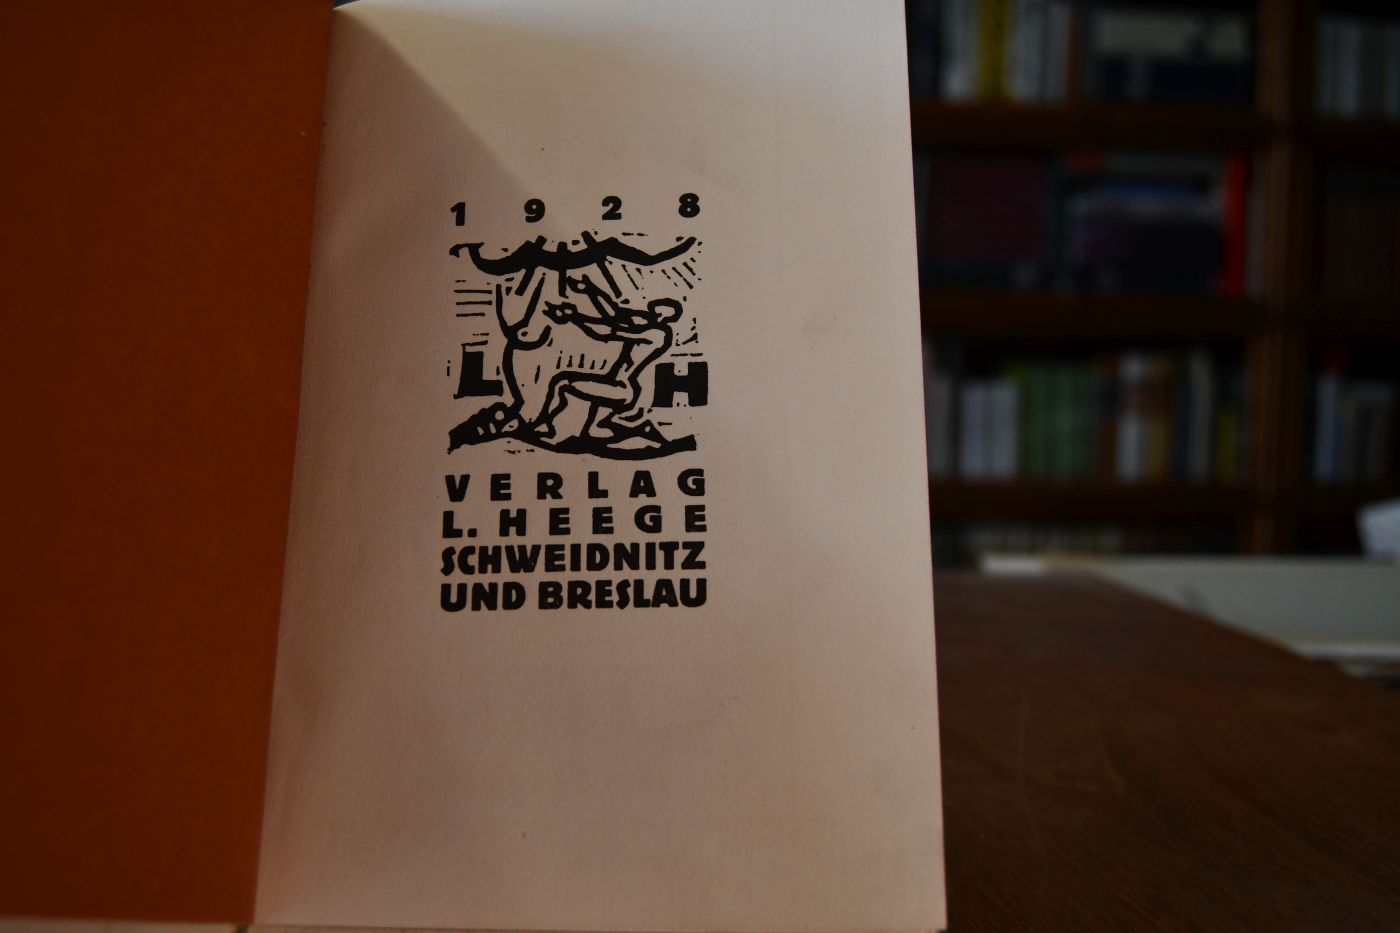 1928
L H
VERLAG
L. HEEGE
SCHWEIDNITZ
UND BRESLAU